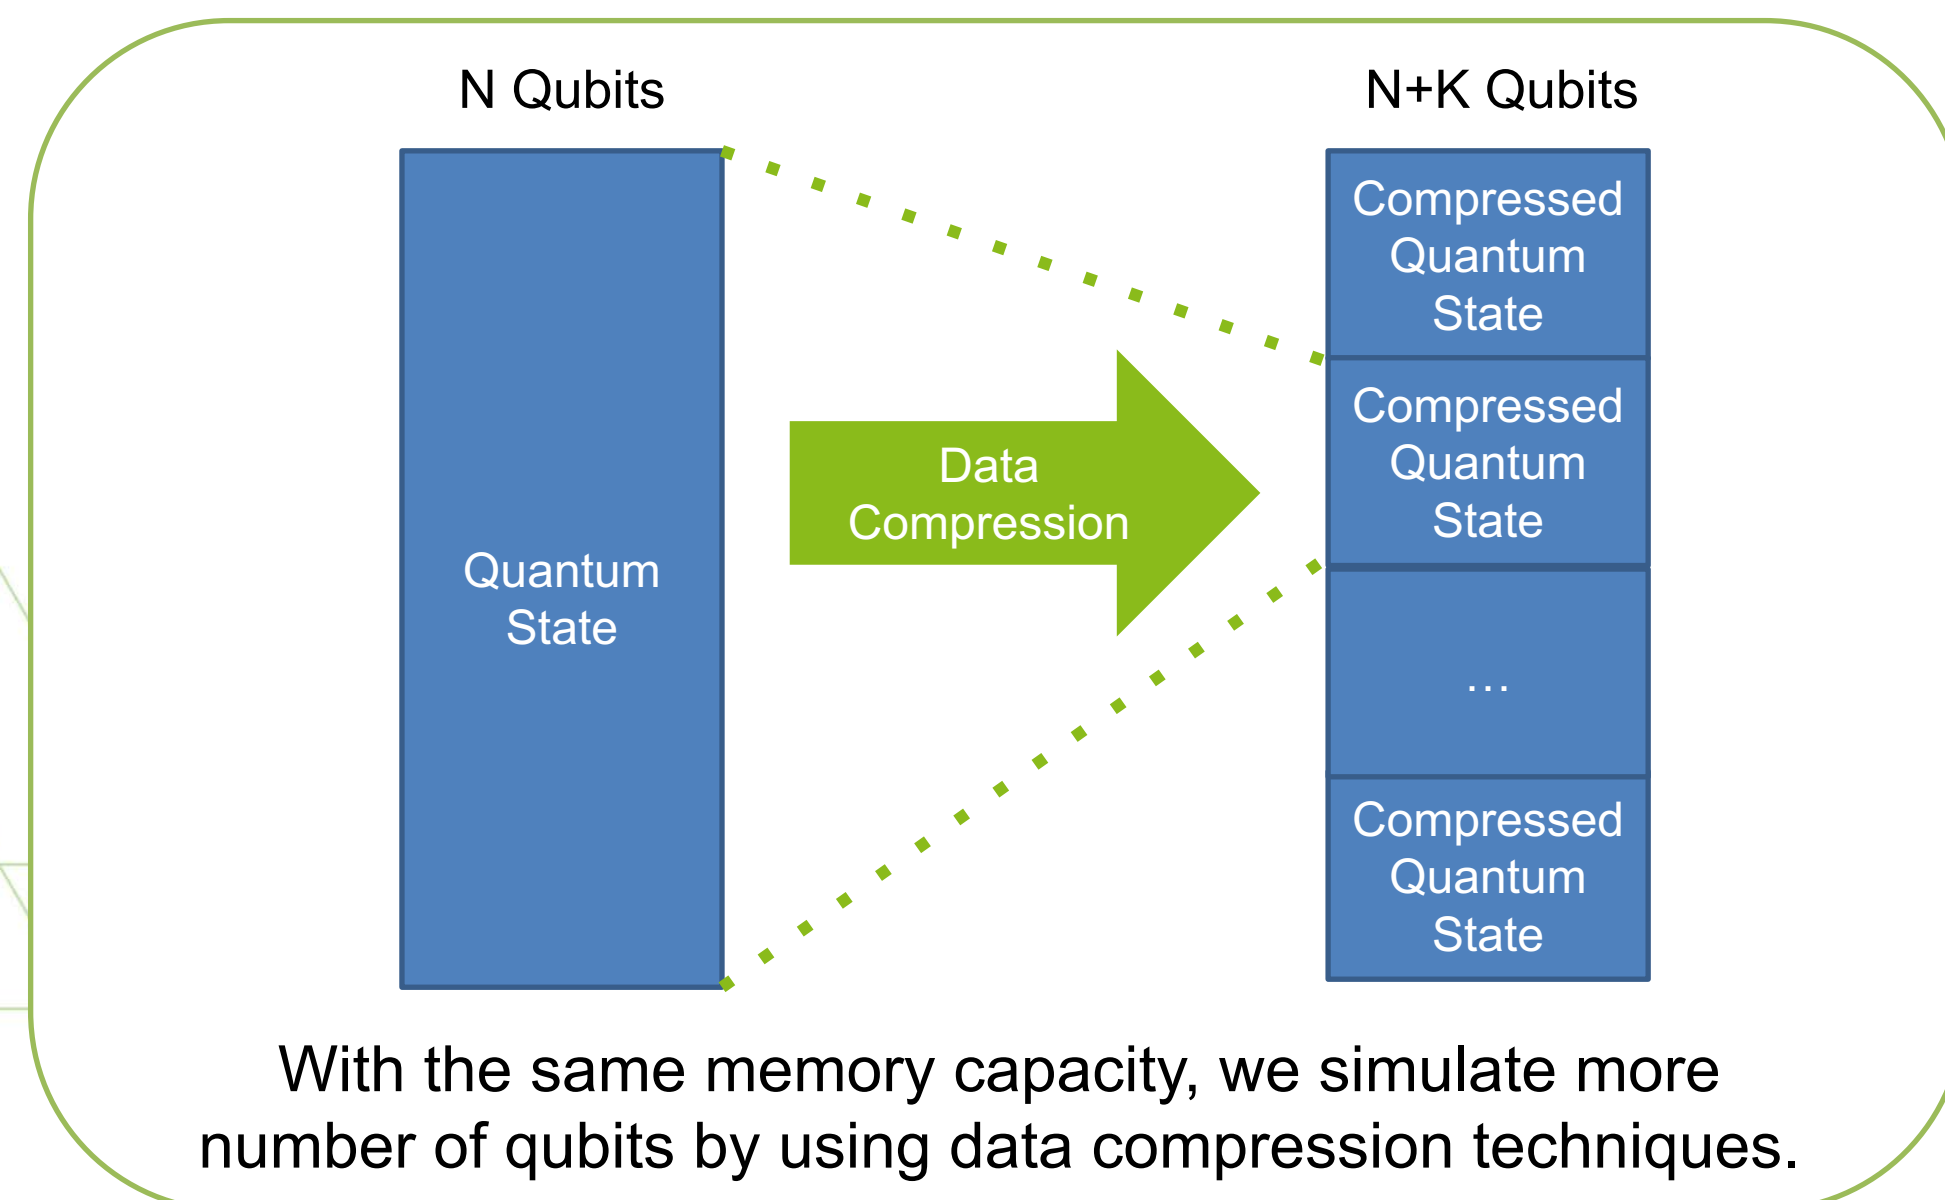 N Qubits
N+K Qubits
Quantum
State
Data
Compression
Compressed
Quantum
State
Compressed
Quantum
State
…
Compressed
Quantum
State
With the same memory capacity, we simulate more
number of qubits by using data compression techniques.